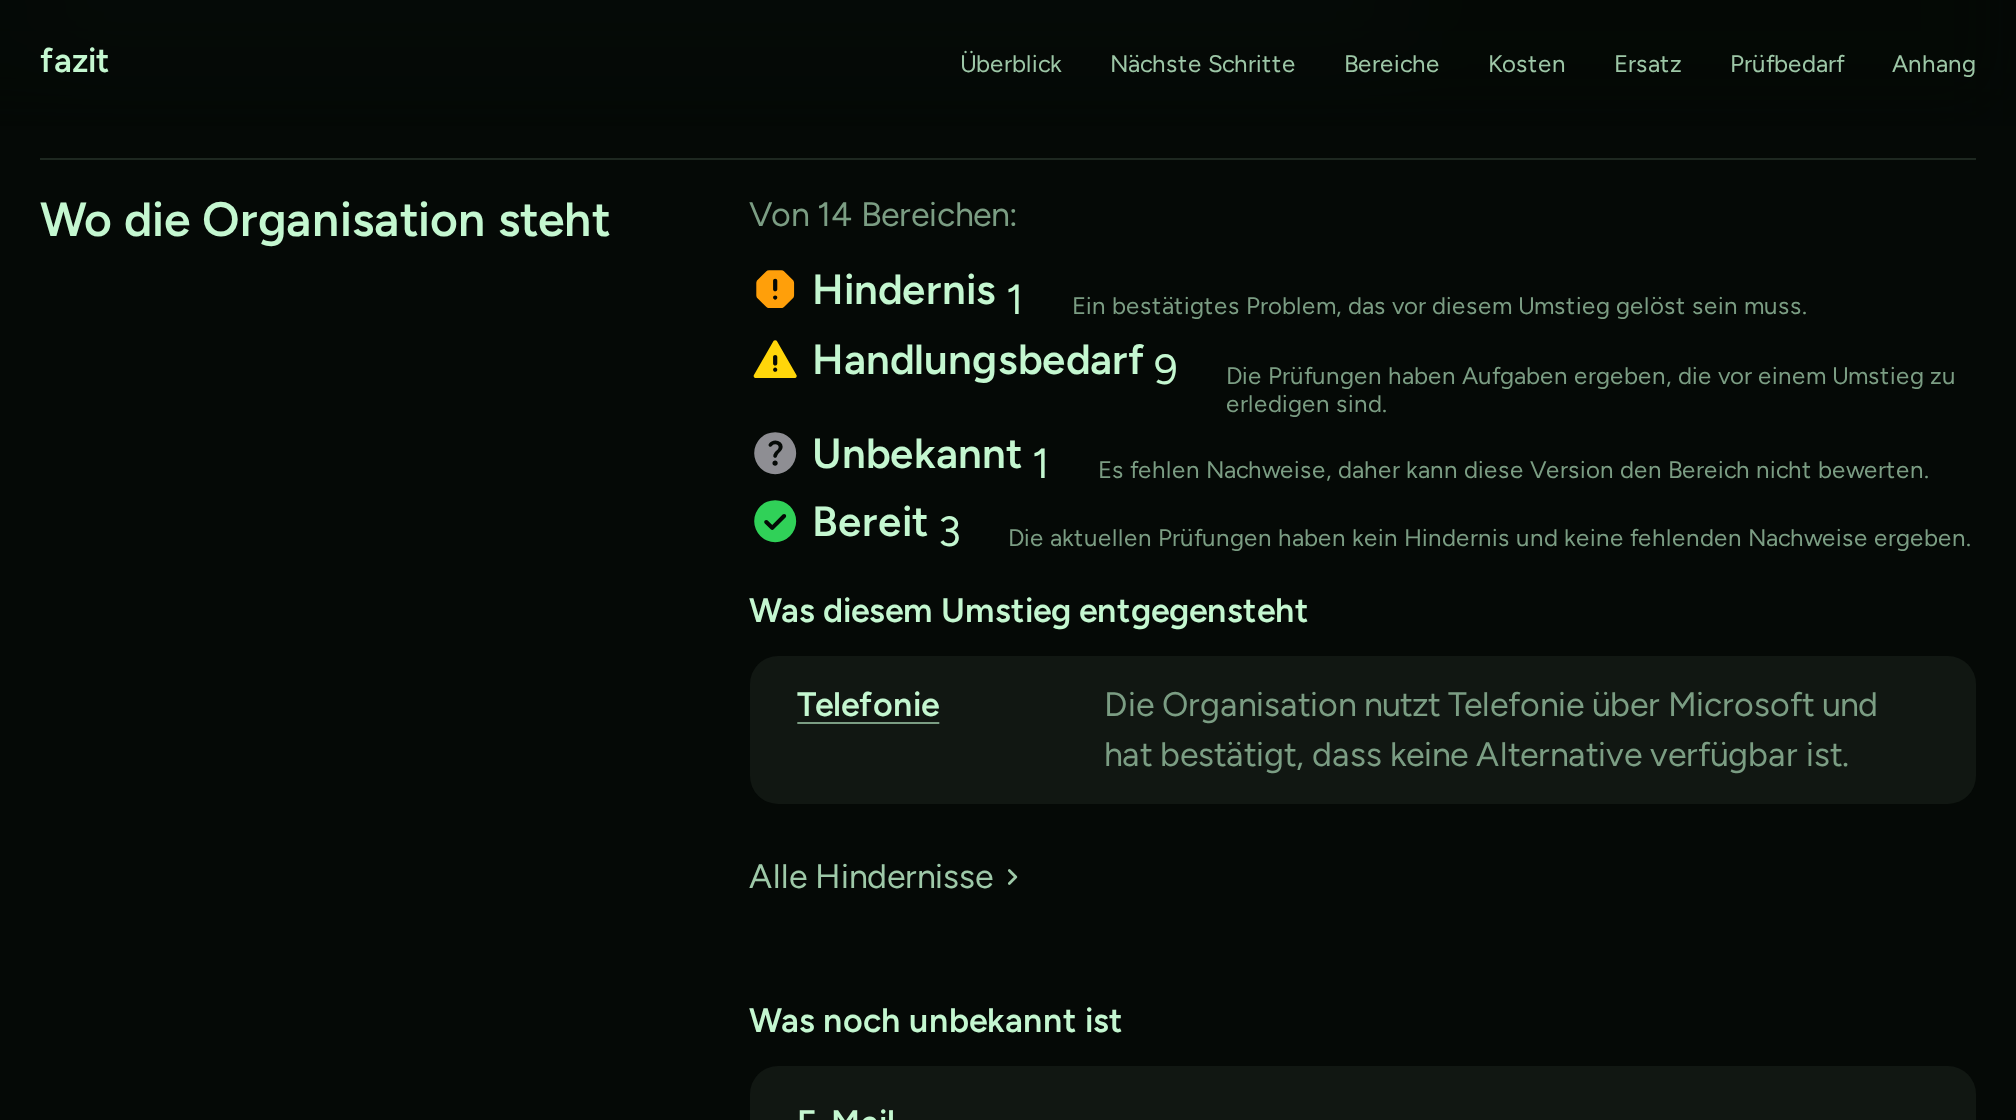 fazit
Überblick
Nächste Schritte
Bereiche
Kosten
Ersatz
Prüfbedarf
Anhang
Wo die Organisation steht
Von 14 Bereichen:
Hindernis 1
Ein bestätigtes Problem, das vor diesem Umstieg gelöst sein muss.
Handlungsbedarf 9
Die Prüfungen haben Aufgaben ergeben, die vor einem Umstieg zu
erledigen sind.
Unbekannt 1
Es fehlen Nachweise, daher kann diese Version den Bereich nicht bewerten.
Bereit 3
Die aktuellen Prüfungen haben kein Hindernis und keine fehlenden Nachweise ergeben.
Was diesem Umstieg entgegensteht
Telefonie
Die Organisation nutzt Telefonie über Microsoft und
hat bestätigt, dass keine Alternative verfügbar ist.
Alle Hindernisse
Was noch unbekannt ist
E-Mail